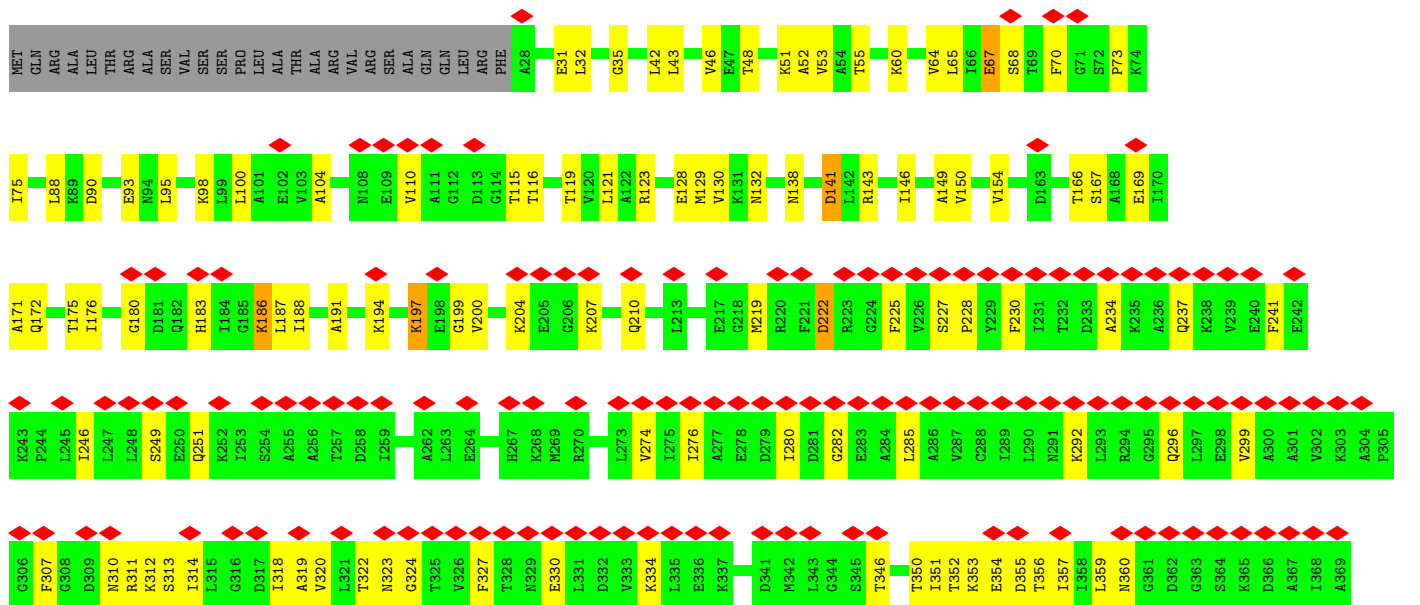 MET GLN ARG ALA LEU THR ARG ALA SER VAL SER SER PRO LEU ALA THR ALA ARG VAL ARG SER ALA GLN GLN LEU ARG PHE A28 E31 L32 G35 L42 L43 V46 E47 T48 K51 A52 V53 A54 T55 K60 V64 L65 I66 E67 S68 T69 F70 G71 S72 P73 K74
I75 L88 K89 D90 E93 N94 L95 K98 L99 L100 A101 E102 V103 A104 N108 E109 V110 A111 G112 D113 G114 T115 T116 T119 V120 L121 A122 R123 E128 M129 V130 K131 N132 N138 D141 L142 R143 I146 A149 V150 V154 D163 T166 S167 A168 E169 I170
A171 Q172 T175 I176 G180 D181 Q182 H183 I184 G185 K186 L187 I188 A191 K194 K197 E198 G199 V200 K204 E205 G206 K207 Q210 L213 E217 G218 M219 R220 F221 D222 R223 G224 F225 V226 S227 P228 Y229 F230 I231 T232 D233 A234 K235 A236 Q237 K238 V239 E240 F241 E242
K243 P244 L245 I246 L247 L248 S249 E250 Q251 K252 I253 S254 A255 A256 T257 D258 I259 A262 L263 E264 H267 K268 M269 R270 L273 V274 I275 I276 A277 E278 D279 I280 D281 G282 E283 A284 L285 A286 V287 C288 I289 L290 N291 K292 L293 R294 G295 Q296 L297 E298 V299 A300 A301 V302 K303 A304 P305
G306 F307 G308 D309 N310 R311 K312 S313 I314 L315 G316 D317 I318 A319 V320 L321 T322 N323 G324 T325 V326 F327 T328 N329 E330 L331 D332 V333 K334 L335 E336 K337 D341 M342 L343 G344 S345 T346 T350 I351 T352 K353 E354 D355 T356 I357 I358 L359 N360 G361 D362 G363 S364 K365 D366 A367 I368 A369